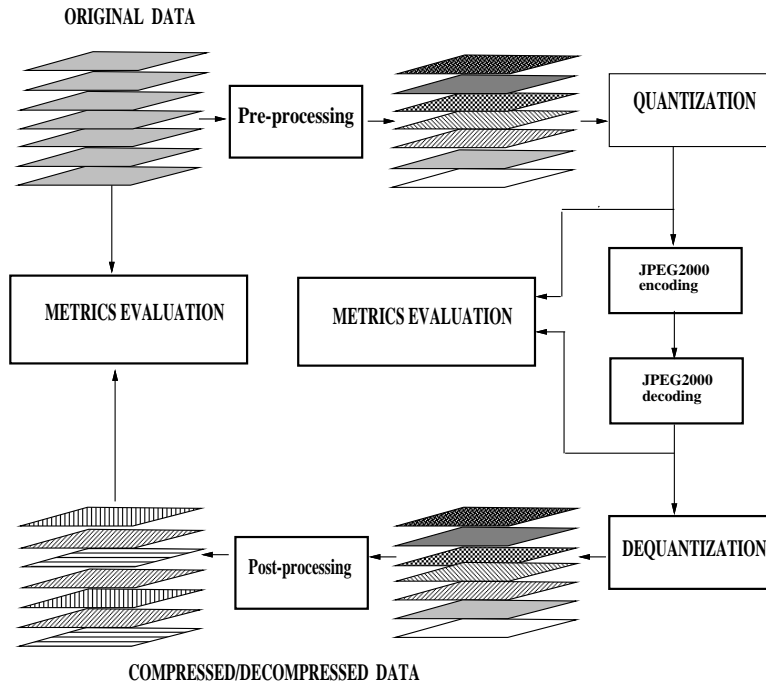 ORIGINAL DATA
Pre-processing
QUANTIZATION
METRICS EVALUATION
METRICS EVALUATION
JPEG2000
encoding
JPEG2000
decoding
Post-processing
DEQUANTIZATION
COMPRESSED/DECOMPRESSED DATA